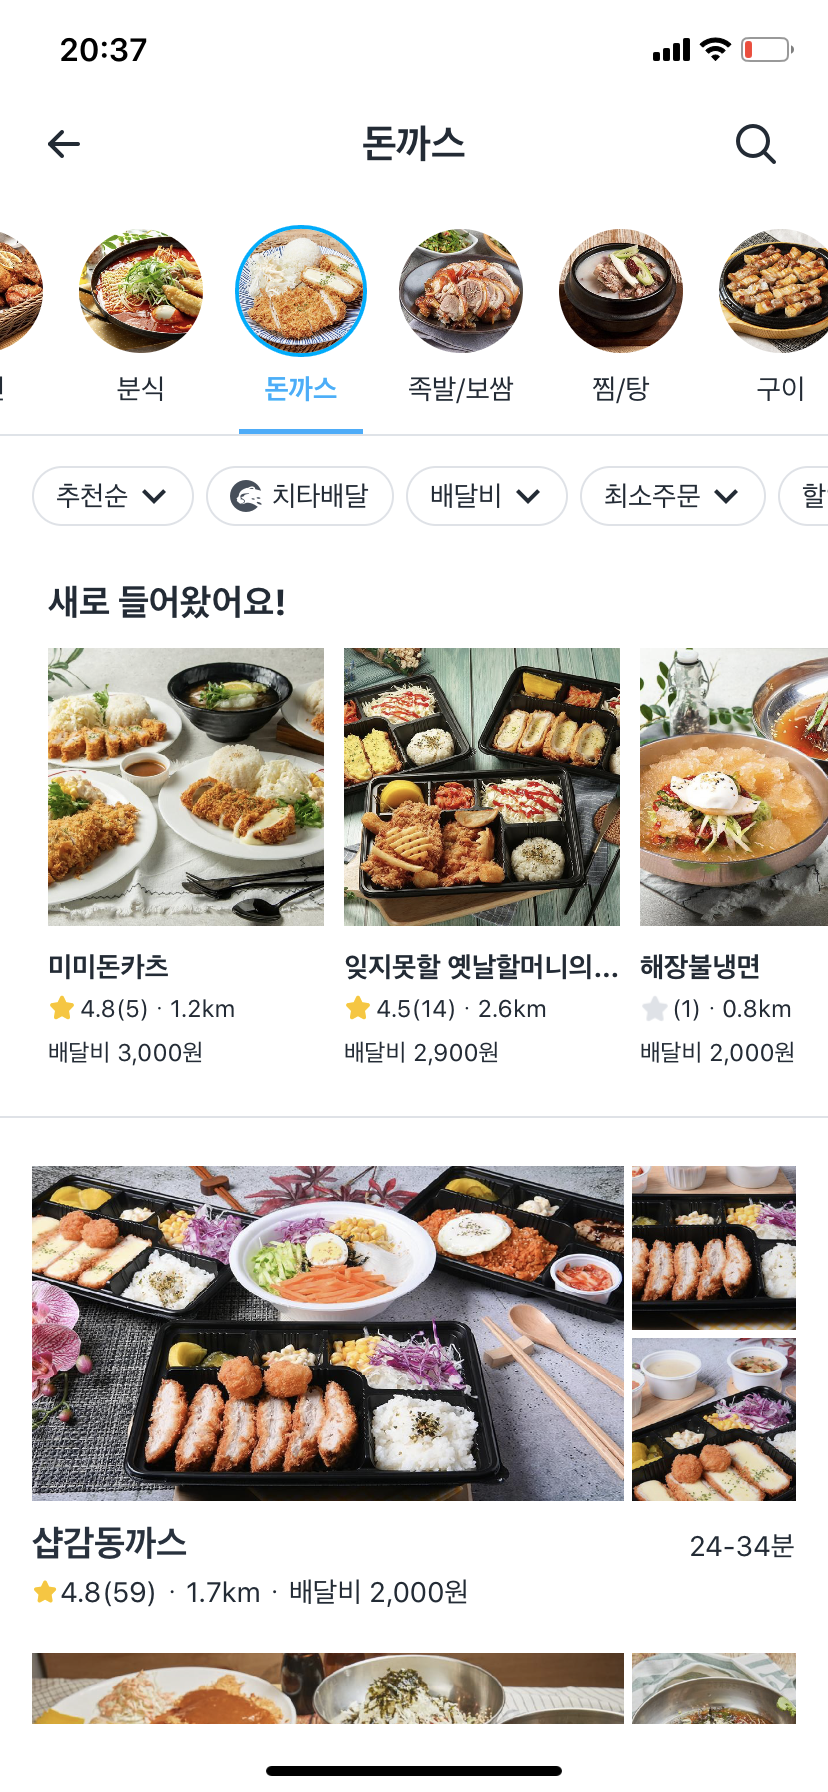 20:37
돈까스
분식
돈까스
족발/보쌈
찜/탕
구이
추천순
치타배달
배달비
최소주문
새로 들어왔어요!
미미돈카츠
잊지못할 옛날할머니의...
해장불냉면
4.8(5) · 1.2km
4.5(14) · 2.6km
(1) · 0.8km
배달비 3,000원
배달비 2,900원
배달비 2,000원
샵감동까스
24-34분
4.8(59) · 1.7km · 배달비 2,000원